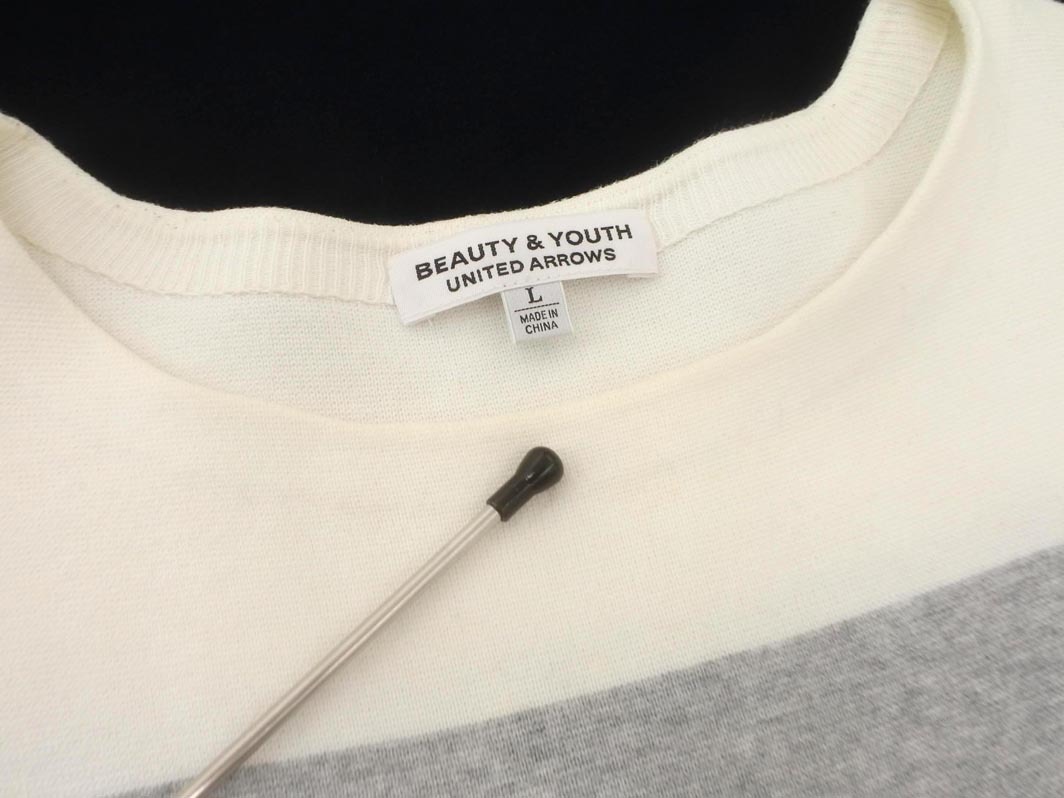 BEAUTY & YOUTH
UNITED ARROWS
L
MADE IN
CHINA